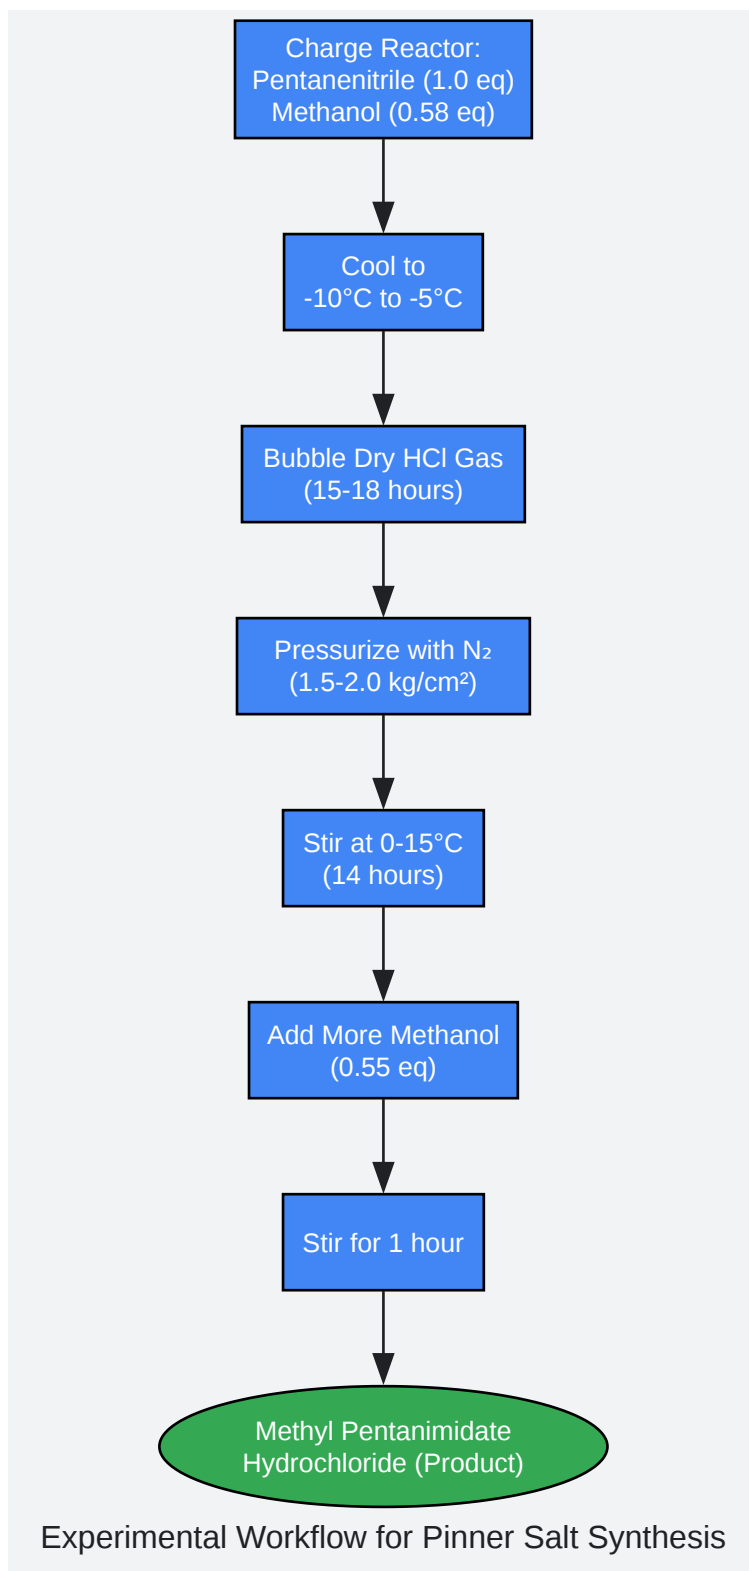 Charge Reactor:
Pentanenitrile (1.0 eq)
Methanol (0.58 eq)
Cool to
-10°C to -5°C
Bubble Dry HCl Gas
(15-18 hours)
Pressurize with N₂
(1.5-2.0 kg/cm²)
Stir at 0-15°C
(14 hours)
Add More Methanol
(0.55 eq)
Stir for 1 hour
Methyl Pentanimidate
Hydrochloride (Product)
Experimental Workflow for Pinner Salt Synthesis